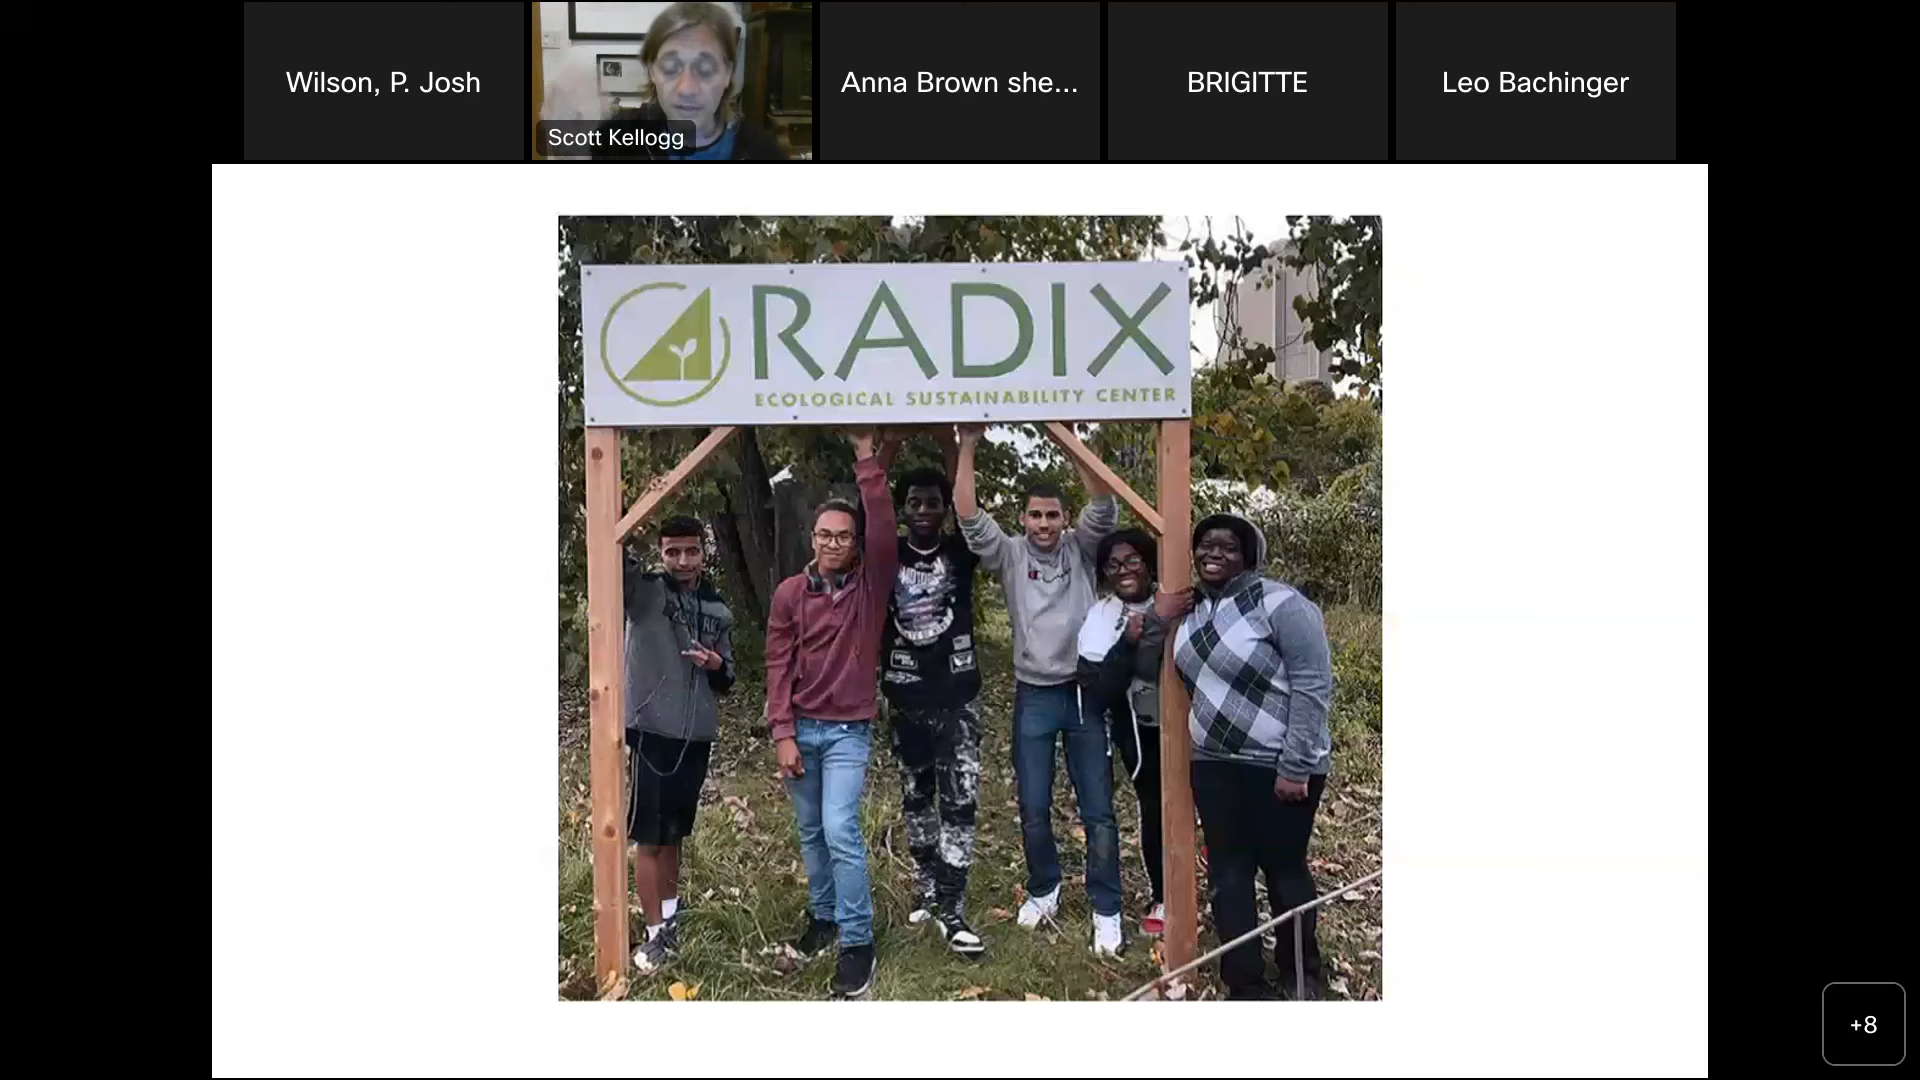 Wilson, P. Josh
Scott Kellogg
Anna Brown she...
BRIGITTE
Leo Bachinger
RADIX
ECOLOGICAL SUSTAINABILITY CENTER
+8